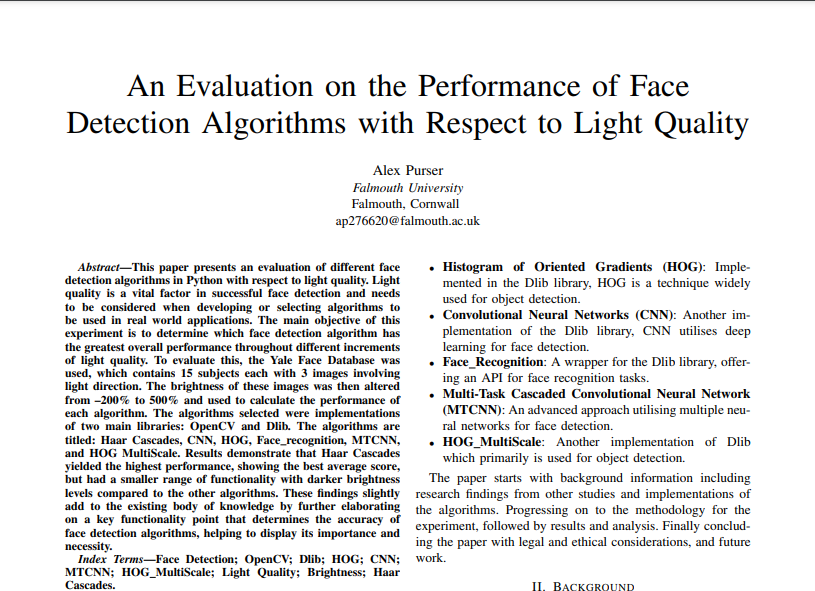 An Evaluation on the Performance of Face
Detection Algorithms with Respect to Light Quality
Alex Purser
Falmouth University
Falmouth, Cornwall
ap276620@falmouth.ac.uk
Abstract—This paper presents an evaluation of different face
detection algorithms in Python with respect to light quality. Light
quality is a vital factor in successful face detection and needs
to be considered when developing or selecting algorithms to
be used in real world applications. The main objective of this
experiment is to determine which face detection algorithm has
the greatest overall performance throughout different increments
of light quality. To evaluate this, the Yale Face Database was
used, which contains 15 subjects each with 3 images involving
light direction. The brightness of these images was then altered
from –200% to 500% and used to calculate the performance of
each algorithm. The algorithms selected were implementations
of two main libraries: OpenCV and Dlib. The algorithms are
titled: Haar Cascades, CNN, HOG, Face_recognition, MTCNN,
and HOG MultiScale. Results demonstrate that Haar Cascades
yielded the highest performance, showing the best average score,
but had a smaller range of functionality with darker brightness
levels compared to the other algorithms. These findings slightly
add to the existing body of knowledge by further elaborating
on a key functionality point that determines the accuracy of
face detection algorithms, helping to display its importance and
necessity.
Index Terms—Face Detection; OpenCV; Dlib; HOG; CNN;
MTCNN; HOG_MultiScale; Light Quality; Brightness; Haar
Cascades.
• Histogram of Oriented Gradients (HOG): Imple-
mented in the Dlib library, HOG is a technique widely
used for object detection.
• Convolutional Neural Networks (CNN): Another im-
plementation of the Dlib library, CNN utilises deep
learning for face detection.
• Face_Recognition: A wrapper for the Dlib library, offer-
ing an API for face recognition tasks.
• Multi-Task Cascaded Convolutional Neural Network
(MTCNN): An advanced approach utilising multiple neu-
ral networks for face detection.
• HOG_MultiScale: Another implementation of Dlib
which primarily is used for object detection.
The paper starts with background information including
research findings from other studies and implementations of
the algorithms. Progressing on to the methodology for the
experiment, followed by results and analysis. Finally conclud-
ing the paper with legal and ethical considerations, and future
work.
II. BACKGROUND